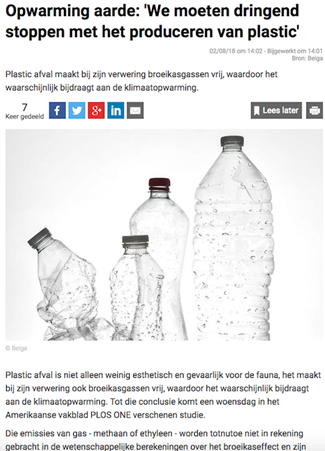 Opwarming aarde: 'We moeten dringend
stoppen met het produceren van plastic'
02/08/18 om 14:02 - Bijgewerkt om 14:01
Bron: Belga
Plastic afval maakt bij zijn verwering broeikasgassen vrij, waardoor het
waarschijnlijk bijdraagt aan de klimaatopwarming.
7
Keer gedeeld
Lees later
© Belga
Plastic afval is niet alleen weinig esthetisch en gevaarlijk voor de fauna, het maakt
bij zijn verwering ook broeikasgassen vrij, waardoor het waarschijnlijk bijdraagt
aan de klimaatopwarming. Tot die conclusie komt een woensdag in het
Amerikaanse vakblad PLOS ONE verschenen studie.
De emissies van gas - methaan of ethyleen - worden totnutoe niet in rekening
gebracht in de wetenschappelijke berekeningen over het broeikaseffect en zijn